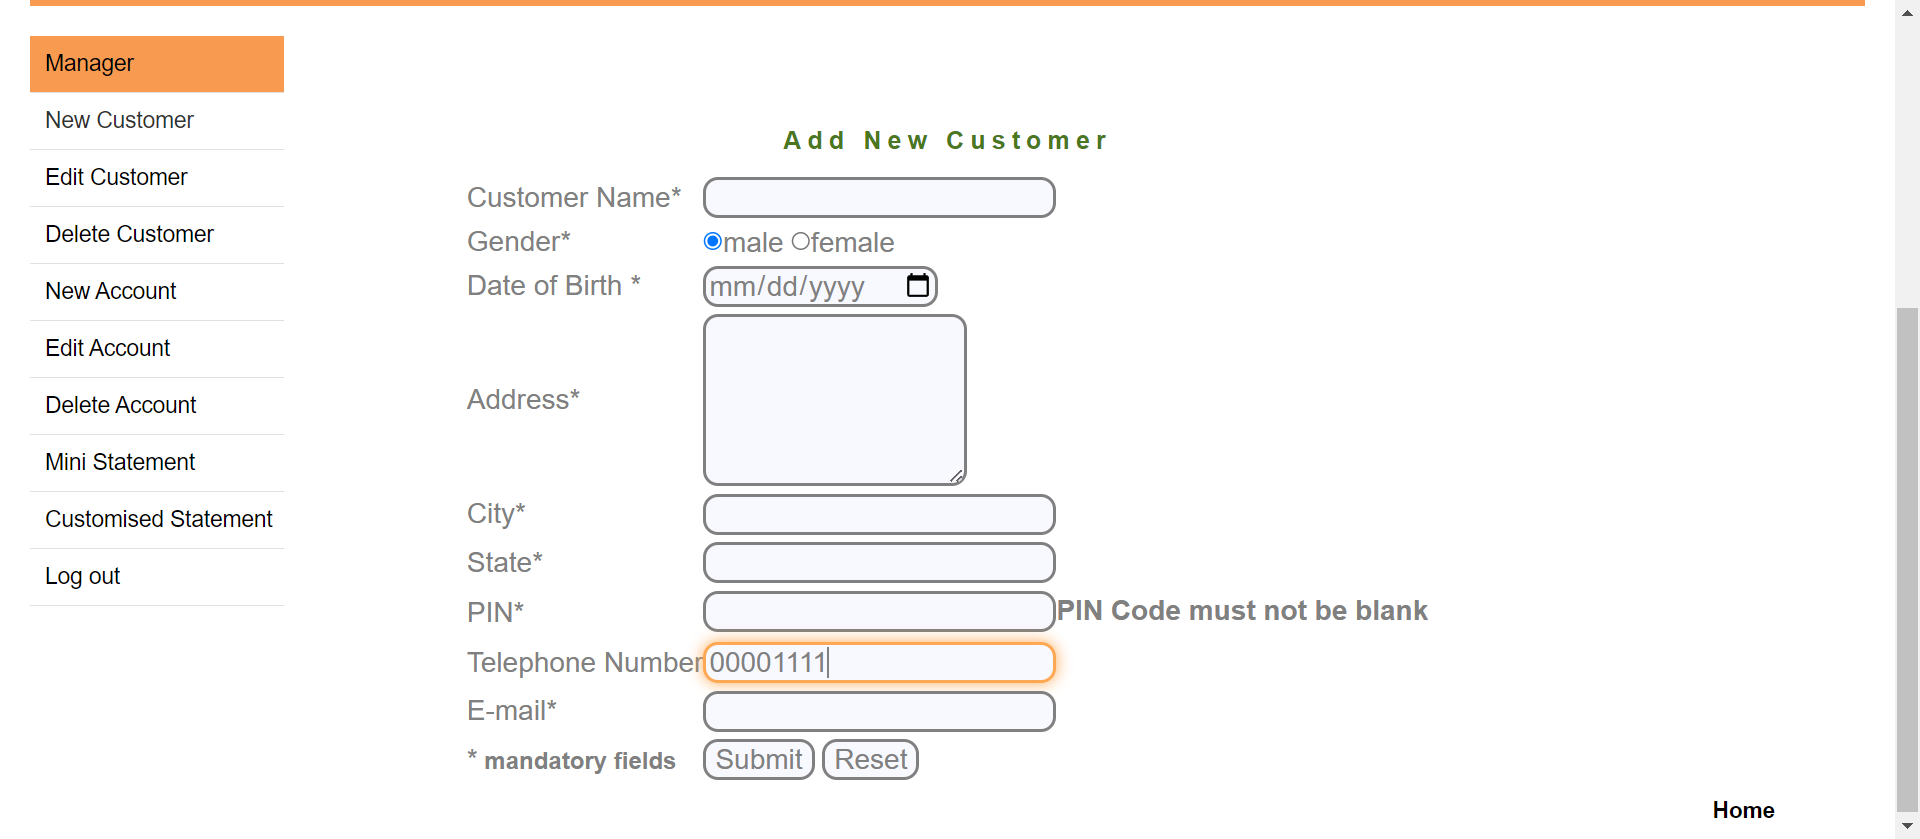 Manager
New Customer
Edit Customer
Delete Customer
New Account
Edit Account
Delete Account
Mini Statement
Customised Statement
Log out
Add New Customer
Customer Name*
Gender* male female
Date of Birth * mm/dd/yyyy
Address*
City*
State*
PIN* PIN Code must not be blank
Telephone Number 00001111
E-mail*
* mandatory fields Submit Reset
Home